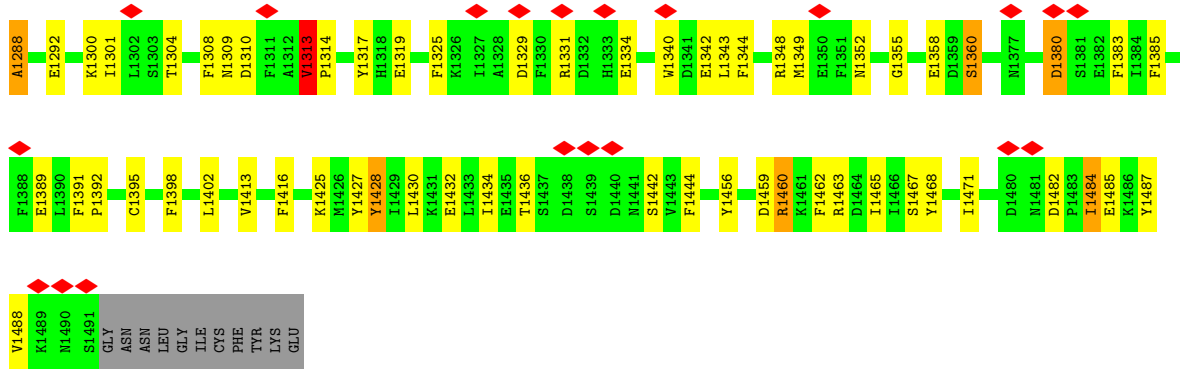 A1288 E1292 K1300 I1301 L1302 S1303 T1304 F1308 N1309 D1310 F1311 A1312 V1313 P1314 Y1317 H1318 E1319 F1325 K1326 I1327 A1328 D1329 F1330 R1331 D1332 H1333 E1334 W1340 D1341 E1342 L1343 F1344 R1348 M1349 E1350 F1351 N1352 G1355 E1358 D1359 S1360 N1377 D1380 S1381 E1382 F1383 I1384 F1385
F1388 E1389 L1390 F1391 P1392 C1395 F1398 L1402 V1413 F1416 K1425 M1426 Y1427 Y1428 I1429 L1430 K1431 E1432 L1433 I1434 E1435 T1436 S1437 D1438 S1439 D1440 N1441 S1442 V1443 F1444 Y1456 D1459 R1460 K1461 F1462 R1463 D1464 I1465 I1466 S1467 Y1468 I1471 D1480 N1481 D1482 P1483 I1484 E1485 K1486 Y1487
V1488 K1489 N1490 S1491 GLY ASN ASN LEU GLY ILE CYS PHE TYR LYS GLU